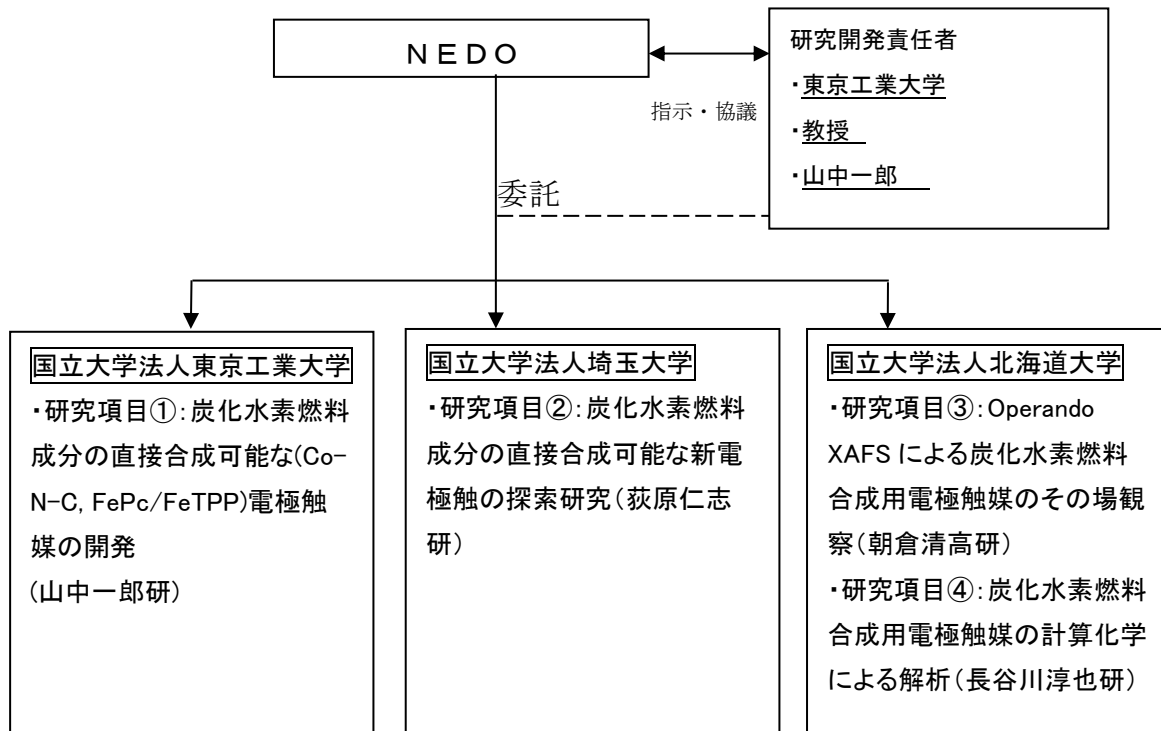 ＮＥＤＯ
研究開発責任者
・東京工業大学
・教授
・山中一郎
指示・協議
委託
国立大学法人東京工業大学
・研究項目①：炭化水素燃料
成分の直接合成可能な(Co-
N-C, FePc/FeTPP)電極触
媒の開発
(山中一郎研)
国立大学法人埼玉大学
・研究項目②：炭化水素燃料
成分の直接合成可能な新電
極触の探索研究（荻原仁志
研）
国立大学法人北海道大学
・研究項目③：Operando
XAFS による炭化水素燃料
合成用電極触媒のその場観
察（朝倉清高研）
・研究項目④：炭化水素燃料
合成用電極触媒の計算化学
による解析（長谷川淳也研）